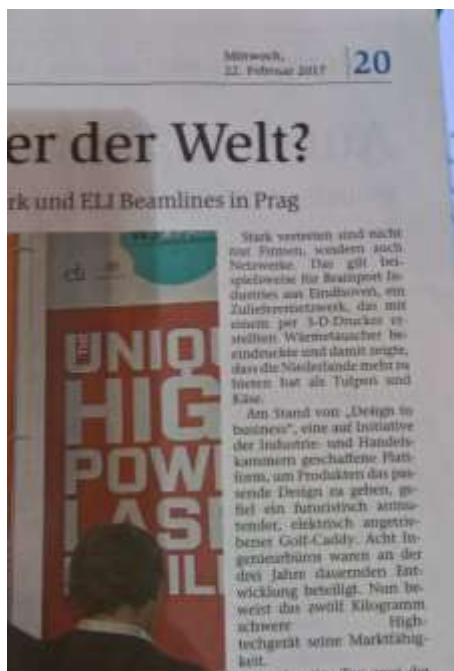 Mittwoch,
22. Februar 2017
20
er der Welt?
rk und ELI Beamlines in Prag
eli
THE
UNIQU
HIG
POWE
LASE
Stark vertreten sind nicht
nur Firmen, sondern auch
Netzwerke. Das gilt bei-
spielsweise für Brainport In-
dustries aus Eindhoven, ein
Zulieferernetzwerk, das mit
einem per 3-D-Drucker er-
stellten Wärmetauscher be-
eindruckte und damit zeigte,
dass die Niederlande mehr zu
bieten hat als Tulpen und
Käse.
Am Stand von „Design in
business“, eine auf Initiative
der Industrie- und Handels-
kammern geschaffene Platt-
form, um Produkten das pas-
sende Design zu geben, ge-
fiel ein futuristisch anmu-
tender, elektrisch angetrie-
bener Golf-Caddy. Acht In-
genieurbüros waren an der
drei Jahre dauernden Ent-
wicklung beteiligt. Nun be-
weist das zwölf Kilogramm
schwere High-
techgerät seine Marktfähig-
keit.